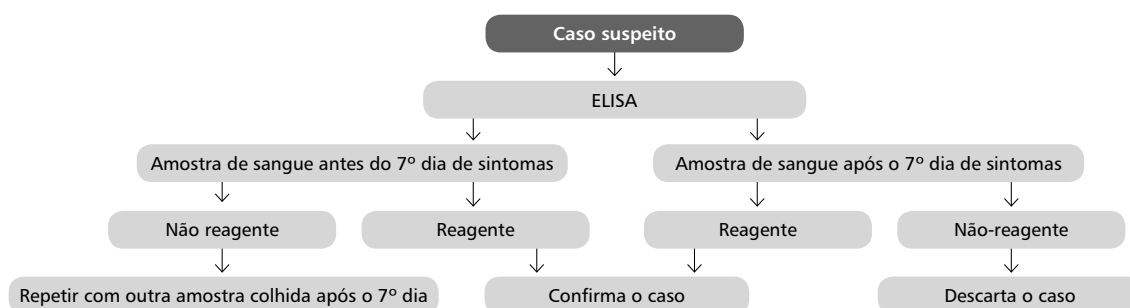 Caso suspeito
ELISA
Amostra de sangue antes do 7º dia de sintomas
Amostra de sangue após o 7º dia de sintomas
Não reagente
Reagente
Reagente
Não-reagente
Repetir com outra amostra colhida após o 7º dia
Confirma o caso
Descarta o caso